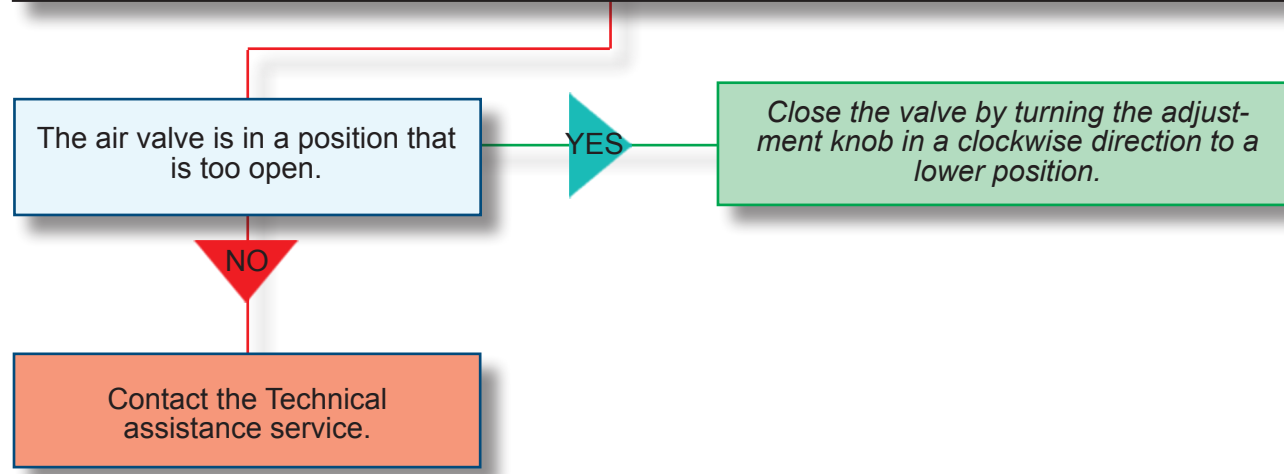 The air valve is in a position that
is too open.
YES
Close the valve by turning the adjust-
ment knob in a clockwise direction to a
lower position.
NO
Contact the Technical
assistance service.